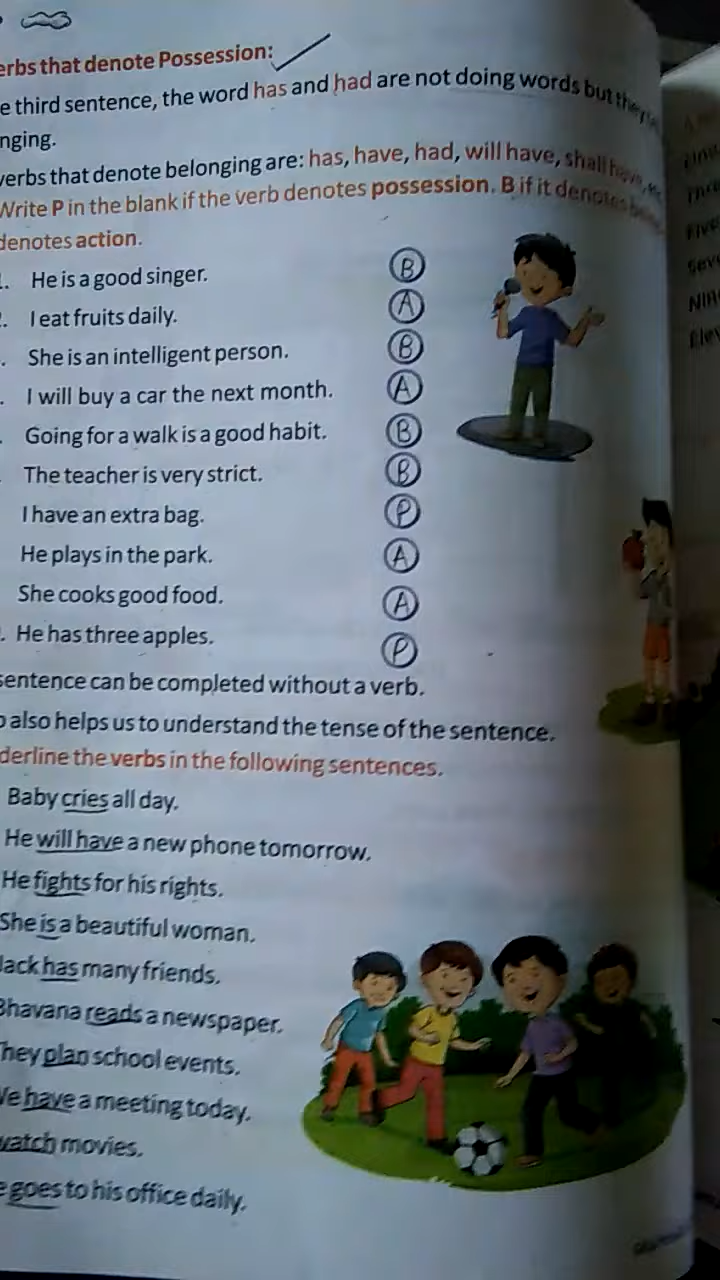 erbs that denote Possession:
e third sentence, the word has and had are not doing words but they
nging.
verbs that denote belonging are: has, have, had, will have, shall have,
Write P in the blank if the verb denotes possession. B if it denotes
denotes action.
. He is a good singer. B
. I eat fruits daily. A
. She is an intelligent person. B
. I will buy a car the next month. A
. Going for a walk is a good habit. B
The teacher is very strict. B
I have an extra bag. P
He plays in the park. A
She cooks good food. A
. He has three apples. P
sentence can be completed without a verb.
also helps us to understand the tense of the sentence.
derline the verbs in the following sentences.
Baby cries all day.
He will have a new phone tomorrow.
He fights for his rights.
She is a beautiful woman.
Jack has many friends.
Bhavana reads a newspaper.
They plan school events.
We have a meeting today.
watch movies.
e goes to his office daily.
Five
Seve
Nine
Elev